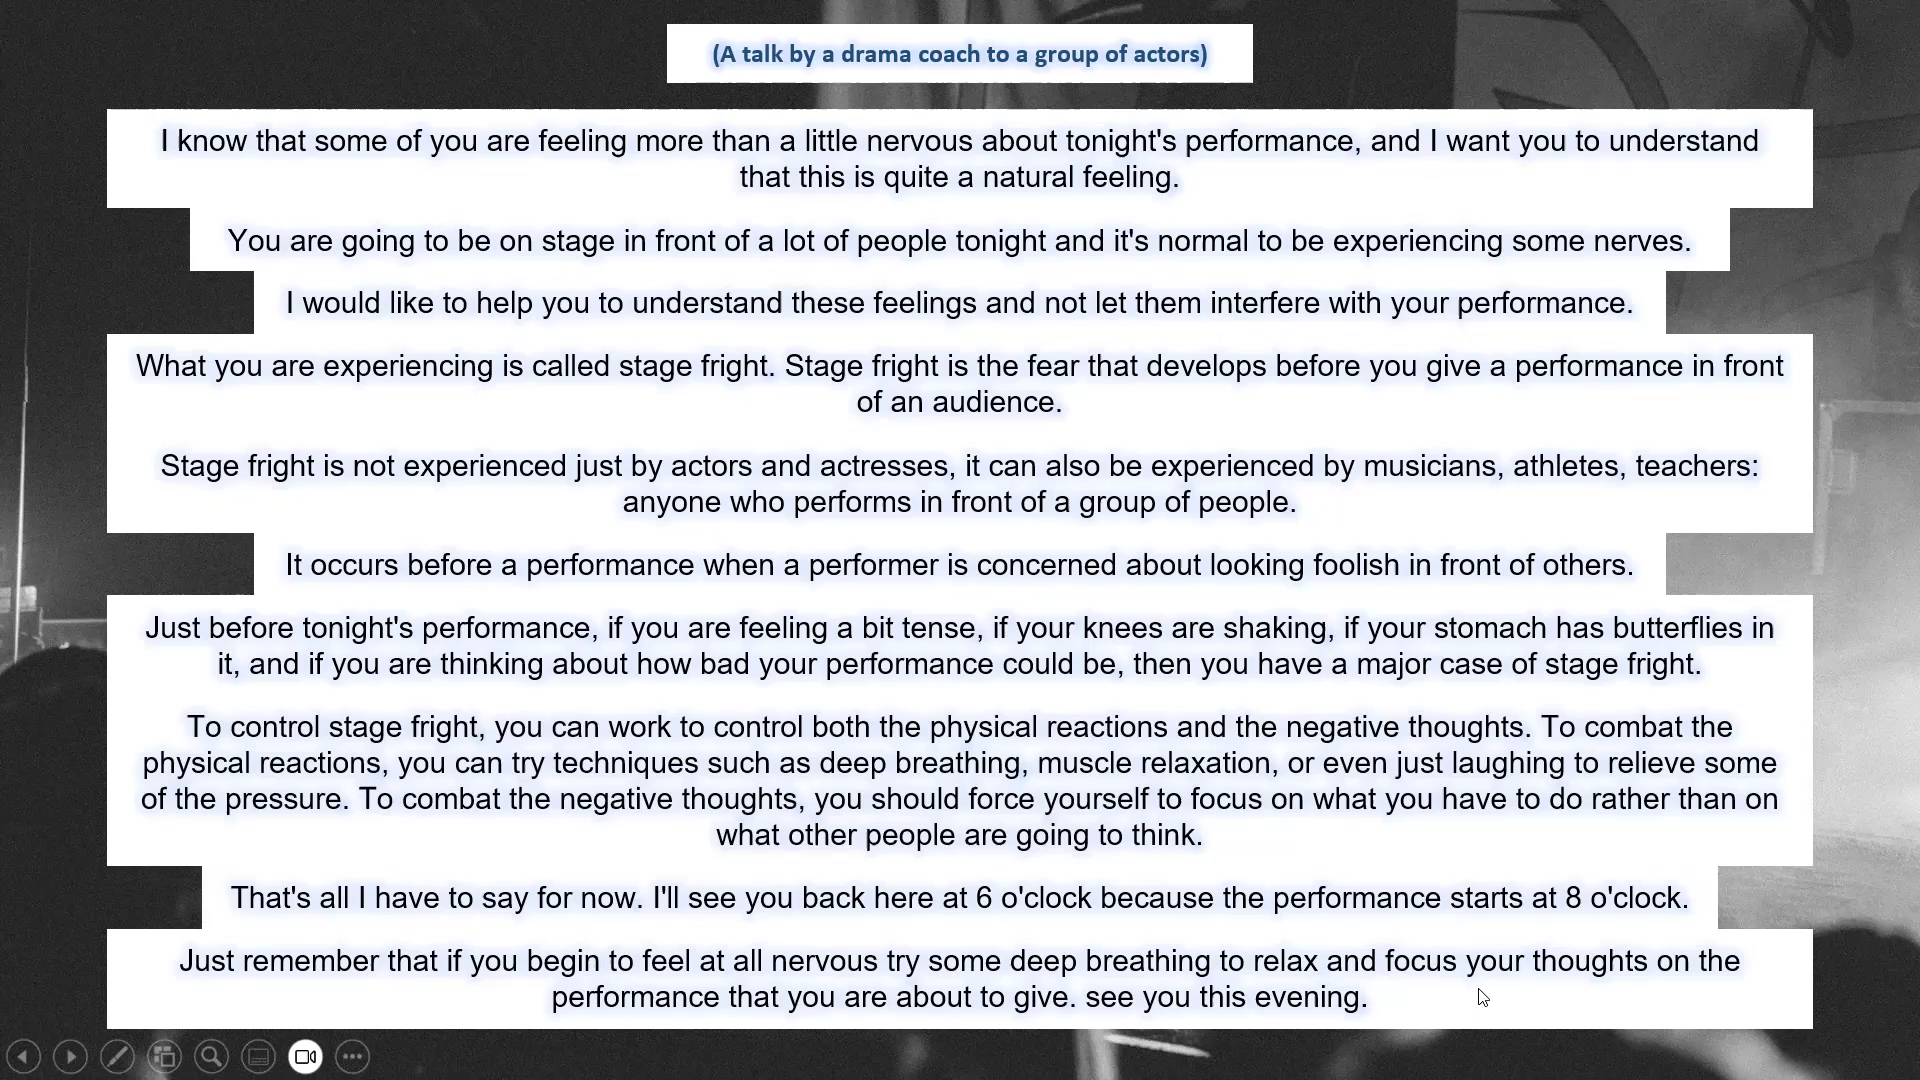 (A talk by a drama coach to a group of actors)
I know that some of you are feeling more than a little nervous about tonight's performance, and I want you to understand
that this is quite a natural feeling.
You are going to be on stage in front of a lot of people tonight and it's normal to be experiencing some nerves.
I would like to help you to understand these feelings and not let them interfere with your performance.
What you are experiencing is called stage fright. Stage fright is the fear that develops before you give a performance in front
of an audience.
Stage fright is not experienced just by actors and actresses, it can also be experienced by musicians, athletes, teachers:
anyone who performs in front of a group of people.
It occurs before a performance when a performer is concerned about looking foolish in front of others.
Just before tonight's performance, if you are feeling a bit tense, if your knees are shaking, if your stomach has butterflies in
it, and if you are thinking about how bad your performance could be, then you have a major case of stage fright.
To control stage fright, you can work to control both the physical reactions and the negative thoughts. To combat the
physical reactions, you can try techniques such as deep breathing, muscle relaxation, or even just laughing to relieve some
of the pressure. To combat the negative thoughts, you should force yourself to focus on what you have to do rather than on
what other people are going to think.
That's all I have to say for now. I'll see you back here at 6 o'clock because the performance starts at 8 o'clock.
Just remember that if you begin to feel at all nervous try some deep breathing to relax and focus your thoughts on the
performance that you are about to give. see you this evening.